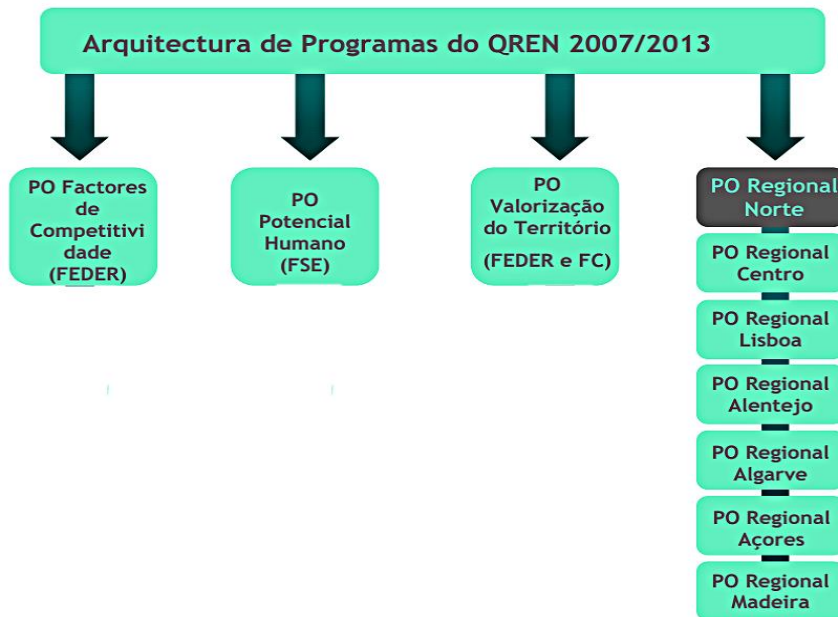 Arquitectura de Programas do QREN 2007/2013
PO Factores
de
Competitivi
dade
(FEDER)
PO
Potencial
Humano
(FSE)
PO
Valorização
do Território
(FEDER e FC)
PO Regional
Norte
PO Regional
Centro
PO Regional
Lisboa
PO Regional
Alentejo
PO Regional
Algarve
PO Regional
Açores
PO Regional
Madeira